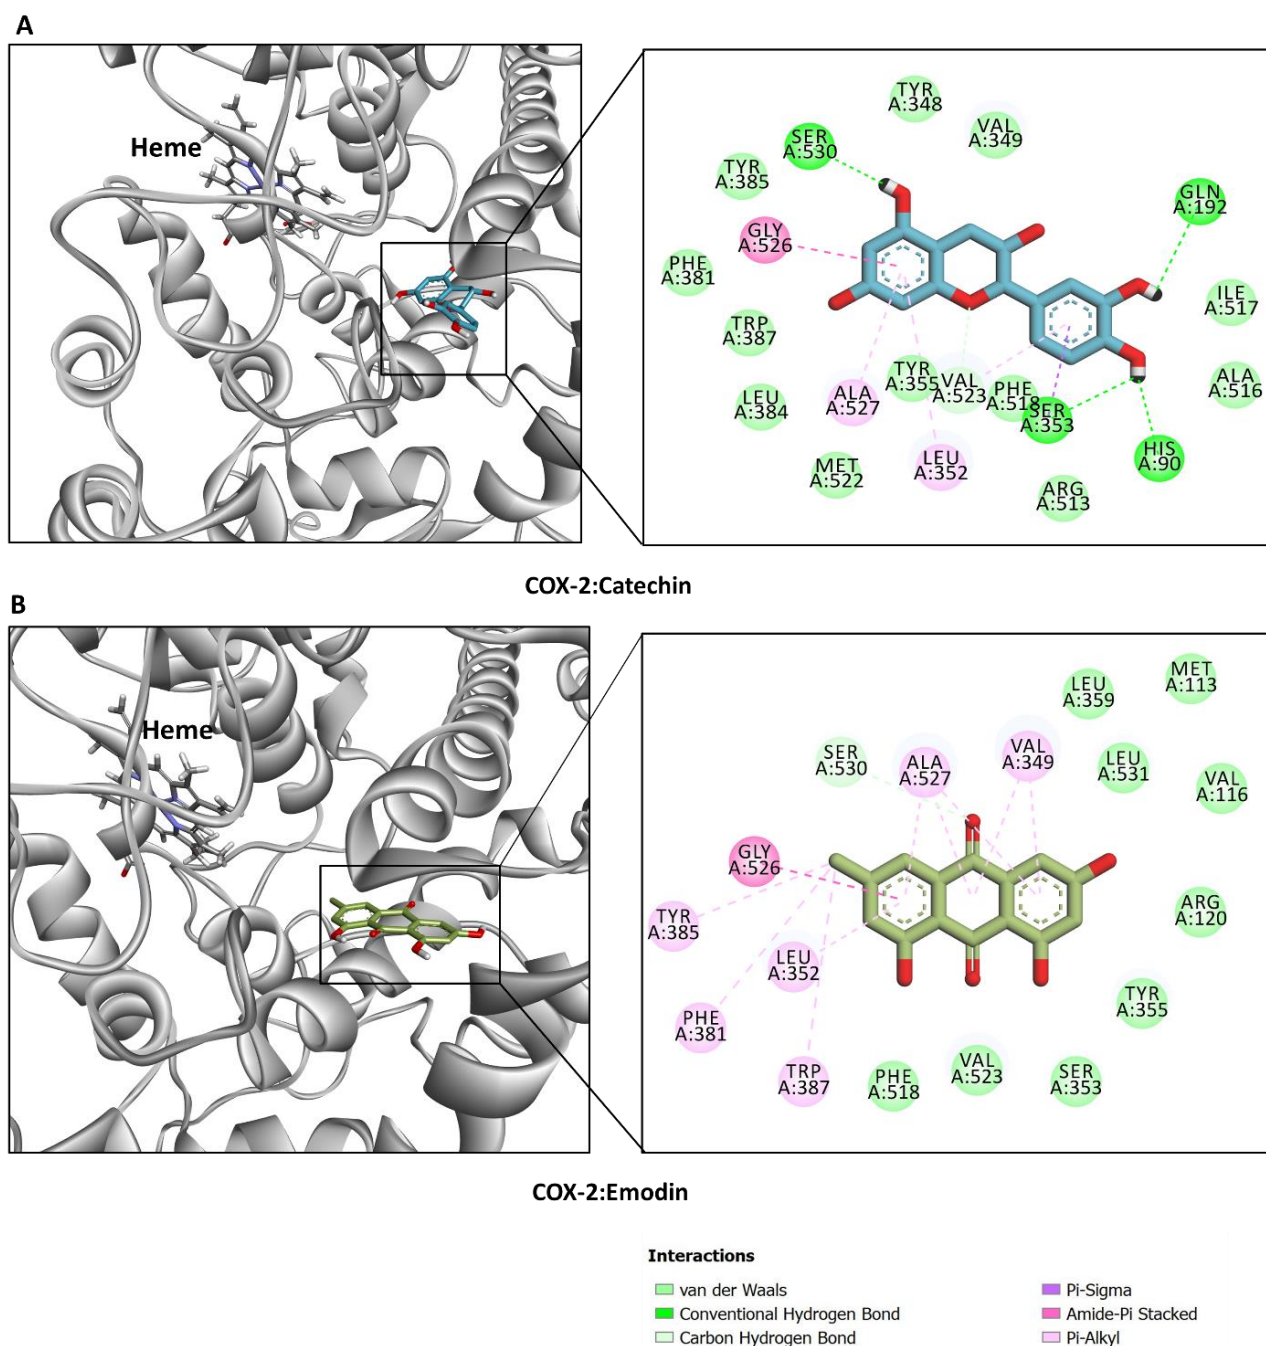 A
Heme
TYR
A:348
VAL
A:349
SER
A:530
TYR
A:385
GLN
A:192
GLY
A:526
PHE
A:381
ILE
A:517
TRP
A:387
TYR
A:355
VAL
A:523
PHE
A:518
ALA
A:516
LEU
A:384
ALA
A:527
SER
A:353
MET
A:522
LEU
A:352
HIS
A:90
ARG
A:513
COX-2:Catechin
B
Heme
MET
A:113
LEU
A:359
SER
A:530
ALA
A:527
VAL
A:349
LEU
A:531
VAL
A:116
GLY
A:526
TYR
A:385
ARG
A:120
LEU
A:352
PHE
A:381
TYR
A:355
TRP
A:387
PHE
A:518
VAL
A:523
SER
A:353
COX-2:Emodin
Interactions
van der Waals
Conventional Hydrogen Bond
Carbon Hydrogen Bond
Pi-Sigma
Amide-Pi Stacked
Pi-Alkyl